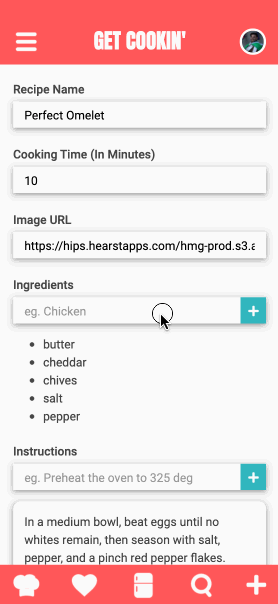 GET COOKIN'
Recipe Name
Perfect Omelet
Cooking Time (In Minutes)
10
Image URL
https://hips.hearstapps.com/hmg-prod.s3.a
Ingredients
eg. Chicken
+
butter
cheddar
chives
salt
pepper
Instructions
eg. Preheat the oven to 325 deg
+
In a medium bowl, beat eggs until no
whites remain, then season with salt,
pepper, and a pinch red pepper flakes.